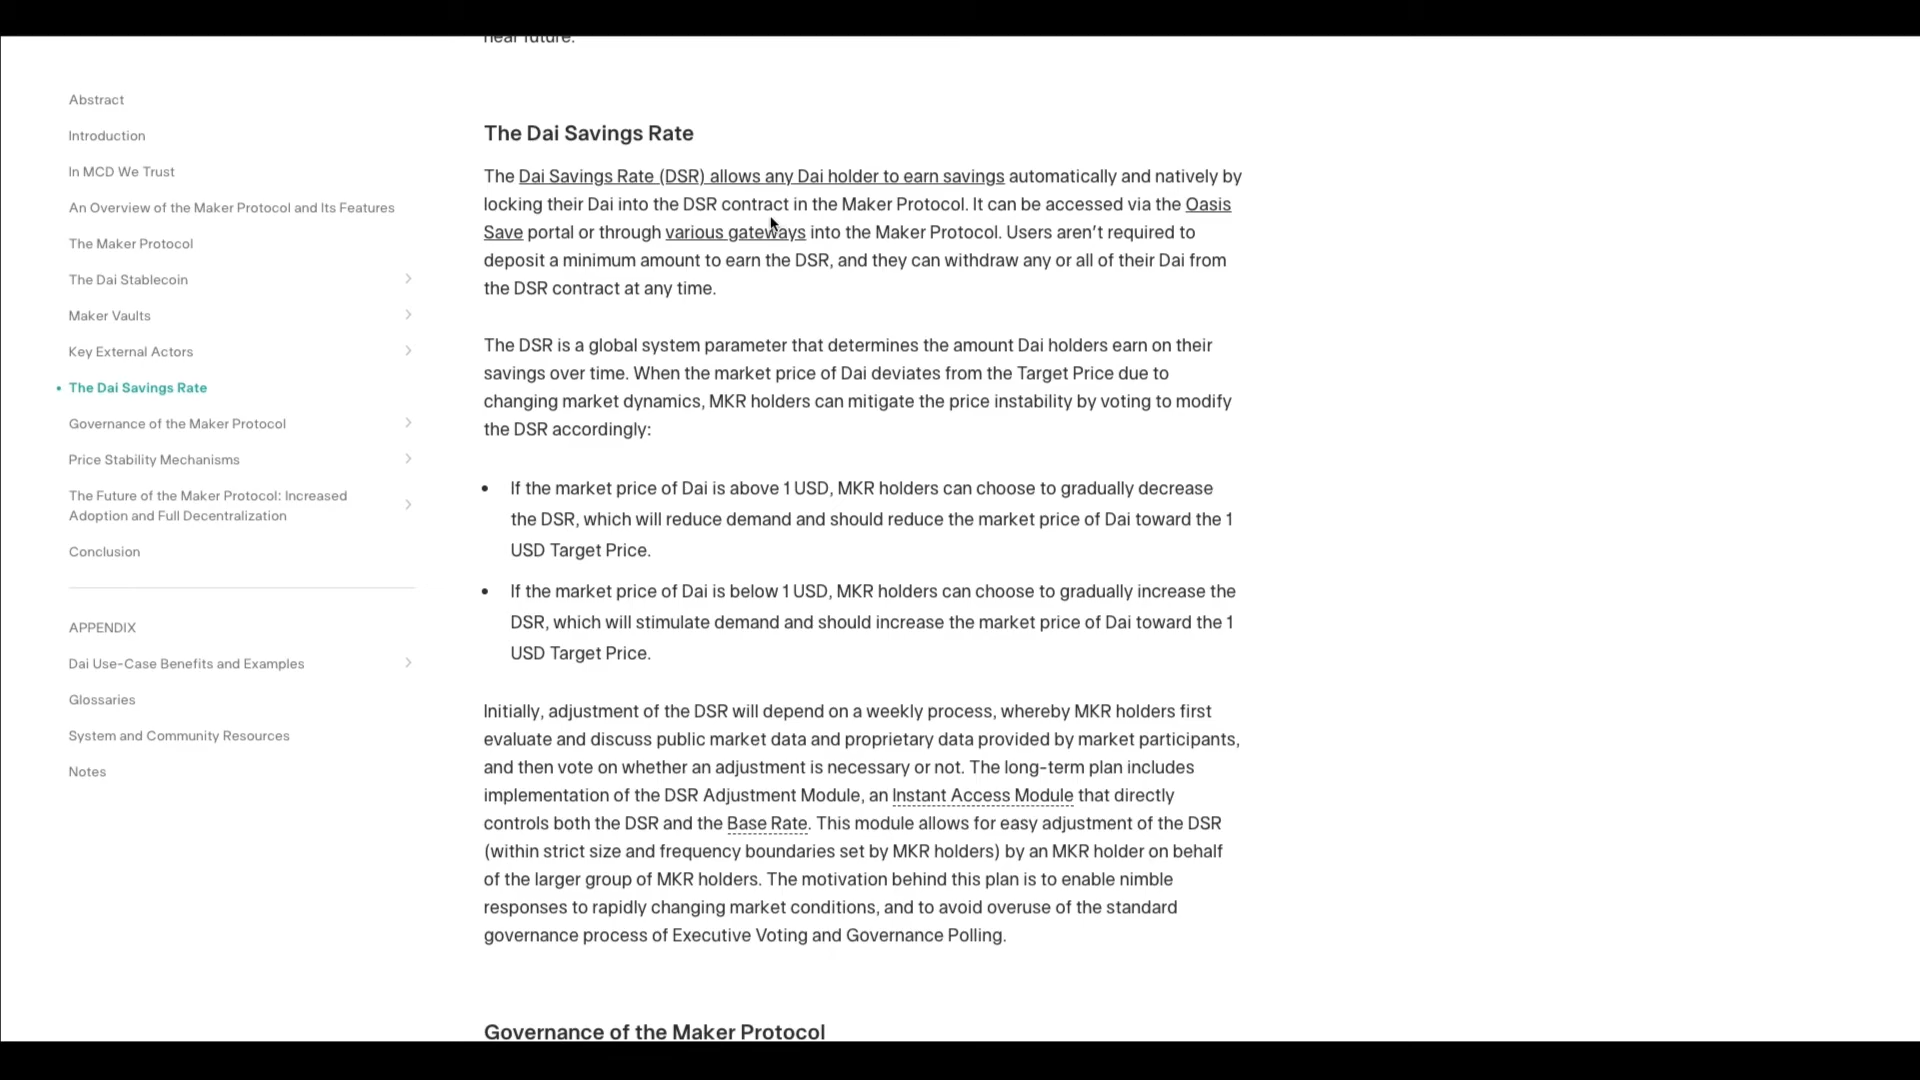 near future.
Abstract
Introduction
In MCD We Trust
An Overview of the Maker Protocol and Its Features
The Maker Protocol
The Dai Stablecoin
Maker Vaults
Key External Actors
The Dai Savings Rate
Governance of the Maker Protocol
Price Stability Mechanisms
The Future of the Maker Protocol: Increased
Adoption and Full Decentralization
Conclusion
APPENDIX
Dai Use-Case Benefits and Examples
Glossaries
System and Community Resources
Notes
The Dai Savings Rate
The Dai Savings Rate (DSR) allows any Dai holder to earn savings automatically and natively by
locking their Dai into the DSR contract in the Maker Protocol. It can be accessed via the Oasis
Save portal or through various gateways into the Maker Protocol. Users aren’t required to
deposit a minimum amount to earn the DSR, and they can withdraw any or all of their Dai from
the DSR contract at any time.
The DSR is a global system parameter that determines the amount Dai holders earn on their
savings over time. When the market price of Dai deviates from the Target Price due to
changing market dynamics, MKR holders can mitigate the price instability by voting to modify
the DSR accordingly:
• If the market price of Dai is above 1 USD, MKR holders can choose to gradually decrease
the DSR, which will reduce demand and should reduce the market price of Dai toward the 1
USD Target Price.
• If the market price of Dai is below 1 USD, MKR holders can choose to gradually increase the
DSR, which will stimulate demand and should increase the market price of Dai toward the 1
USD Target Price.
Initially, adjustment of the DSR will depend on a weekly process, whereby MKR holders first
evaluate and discuss public market data and proprietary data provided by market participants,
and then vote on whether an adjustment is necessary or not. The long-term plan includes
implementation of the DSR Adjustment Module, an Instant Access Module that directly
controls both the DSR and the Base Rate. This module allows for easy adjustment of the DSR
(within strict size and frequency boundaries set by MKR holders) by an MKR holder on behalf
of the larger group of MKR holders. The motivation behind this plan is to enable nimble
responses to rapidly changing market conditions, and to avoid overuse of the standard
governance process of Executive Voting and Governance Polling.
Governance of the Maker Protocol